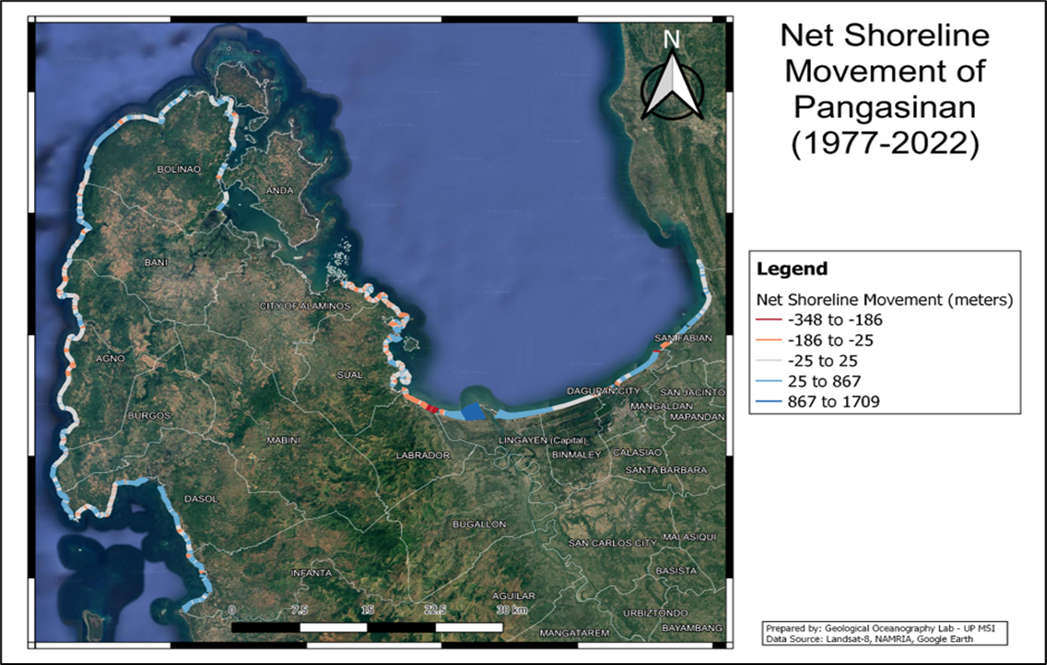 Net Shoreline
Movement of
Pangasinan
(1977-2022)
N
BOLINAO
ANDA
BANI
CITY OF ALAMINOS
SAN FABIAN
AGNO
SUAL
DAGUPAN CITY
SAN JACINTO
MANGALDAN
MAPANDAN
BURGOS
MABINI
LINGAYEN (Capital)
LABRADOR
BINMALEY
CALASIAO
SANTA BARBARA
DASOL
BUGALLON
SAN CARLOS CITY
MALASIQUI
INFANTA
BASISTA
AGUILAR
URBIZTONDO
BAYAMBANG
MANGATAREM
0 7.5 15 22.5 30 km
Legend
Net Shoreline Movement (meters)
-348 to -186
-186 to -25
-25 to 25
25 to 867
867 to 1709
Prepared by: Geological Oceanography Lab - UP MSI
Data Source: Landsat-8, NAMRIA, Google Earth